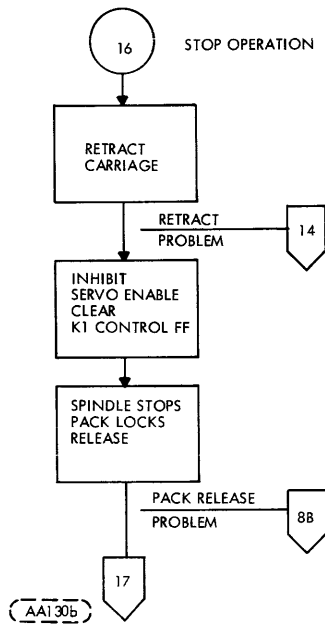 16
STOP OPERATION
RETRACT
CARRIAGE
RETRACT
PROBLEM
14
INHIBIT
SERVO ENABLE
CLEAR
K1 CONTROL FF
SPINDLE STOPS
PACK LOCKS
RELEASE
PACK RELEASE
PROBLEM
8B
17
AA130b